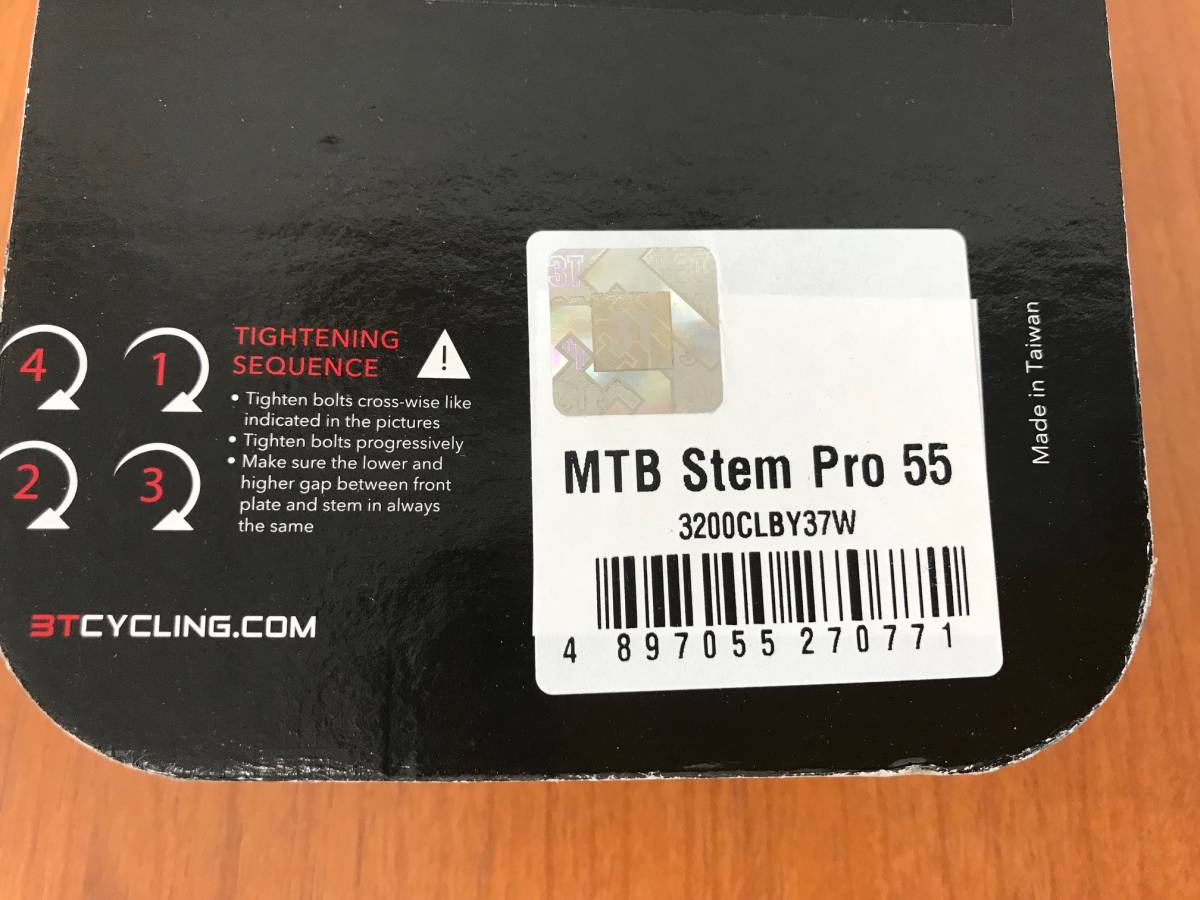 4 1
2 3
TIGHTENING
SEQUENCE
!
• Tighten bolts cross-wise like
indicated in the pictures
• Tighten bolts progressively
• Make sure the lower and
higher gap between front
plate and stem in always
the same
3TCYCLING.COM
3T
MTB Stem Pro 55
3200CLBY37W
4 897055 270771
Made in Taiwan